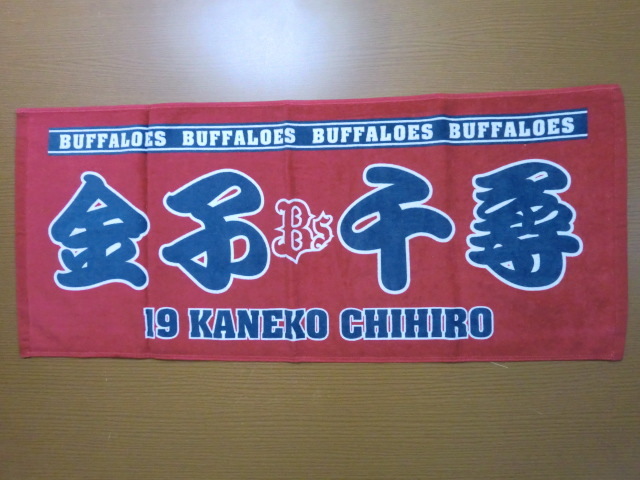 BUFFALOES BUFFALOES BUFFALOES BUFFALOES
金子 Bs 千尋
19 KANEKO CHIHIRO